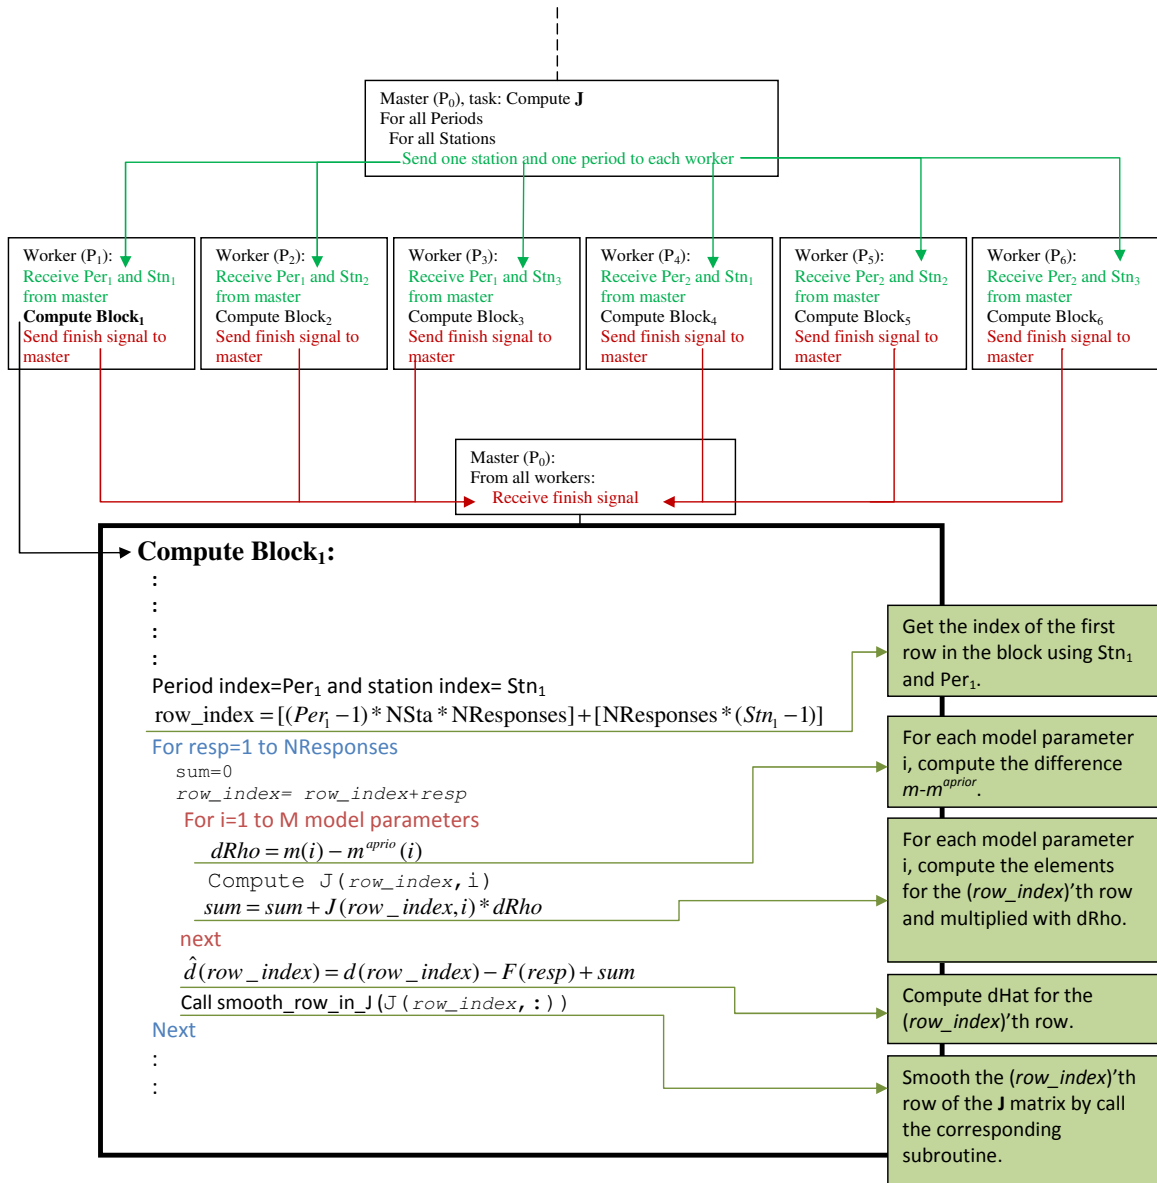 Master (P₀), task: Compute J
For all Periods
For all Stations
Send one station and one period to each worker
Worker (P₁):
Receive Per₁ and Stn₁
from master
Compute Block₁
Send finish signal to
master
Worker (P₂):
Receive Per₁ and Stn₂
from master
Compute Block₂
Send finish signal to
master
Worker (P₃):
Receive Per₁ and Stn₃
from master
Compute Block₃
Send finish signal to
master
Worker (P₄):
Receive Per₂ and Stn₁
from master
Compute Block₄
Send finish signal to
master
Worker (P₅):
Receive Per₂ and Stn₂
from master
Compute Block₅
Send finish signal to
master
Worker (P₆):
Receive Per₂ and Stn₃
from master
Compute Block₆
Send finish signal to
master
Master (P₀):
From all workers:
Receive finish signal
Compute Block₁:
:
:
:
:
Period index=Per₁ and station index= Stn₁
row_index = [(Per₁ −1) * NSta * NResponses] + [NResponses * (Stn₁ −1)]
For resp=1 to NResponses
sum=0
row_index= row_index+resp
For i=1 to M model parameters
dRho = m(i) − m^aprio (i)
Compute J(row_index,i)
sum = sum + J(row_index,i) * dRho
next
d̂(row_index) = d(row_index) − F(resp) + sum
Call smooth_row_in_J(J(row_index,:))
Next
:
:
Get the index of the first
row in the block using Stn₁
and Per₁.
For each model parameter
i, compute the difference
m-m^aprior.
For each model parameter
i, compute the elements
for the (row_index)’th row
and multiplied with dRho.
Compute dHat for the
(row_index)’th row.
Smooth the (row_index)’th
row of the J matrix by call
the corresponding
subroutine.